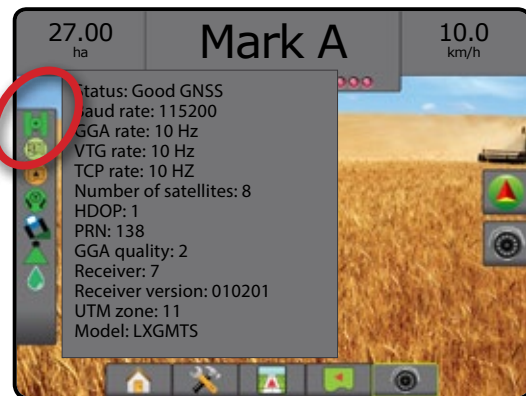 27.00
ha
Mark A
10.0
km/h
Status: Good GNSS
Baud rate: 115200
GGA rate: 10 Hz
VTG rate: 10 Hz
TCP rate: 10 HZ
Number of satellites: 8
HDOP: 1
PRN: 138
GGA quality: 2
Receiver: 7
Receiver version: 010201
UTM zone: 11
Model: LXGMTS